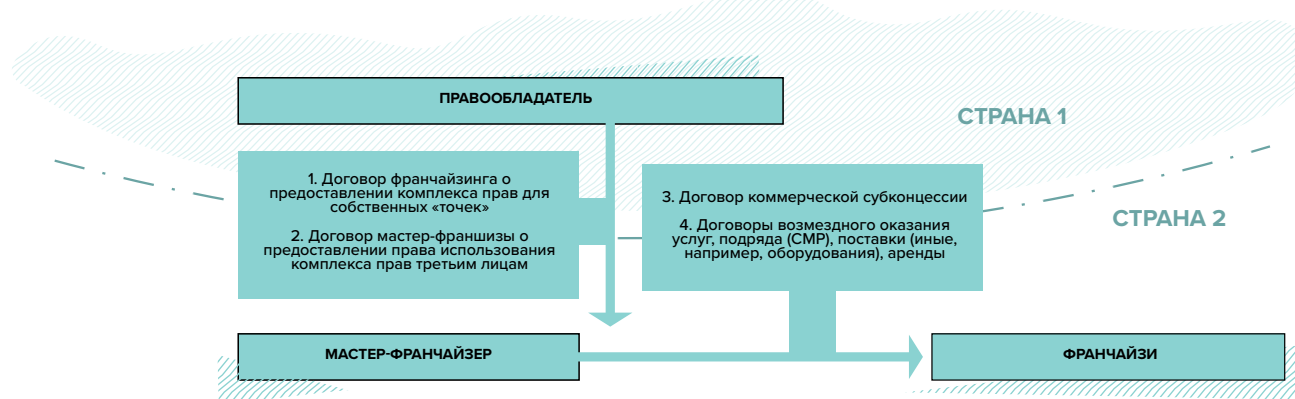 ПРАВООБЛАДАТЕЛЬ
СТРАНА 1
1. Договор франчайзинга о
предоставлении комплекса прав для
собственных «точек»
2. Договор мастер-франшизы о
предоставлении права использования
комплекса прав третьим лицам
3. Договор коммерческой субконцессии
4. Договоры возмездного оказания
услуг, подряда (СМР), поставки (иные,
например, оборудования), аренды
СТРАНА 2
МАСТЕР-ФРАНЧАЙЗЕР
ФРАНЧАЙЗИ